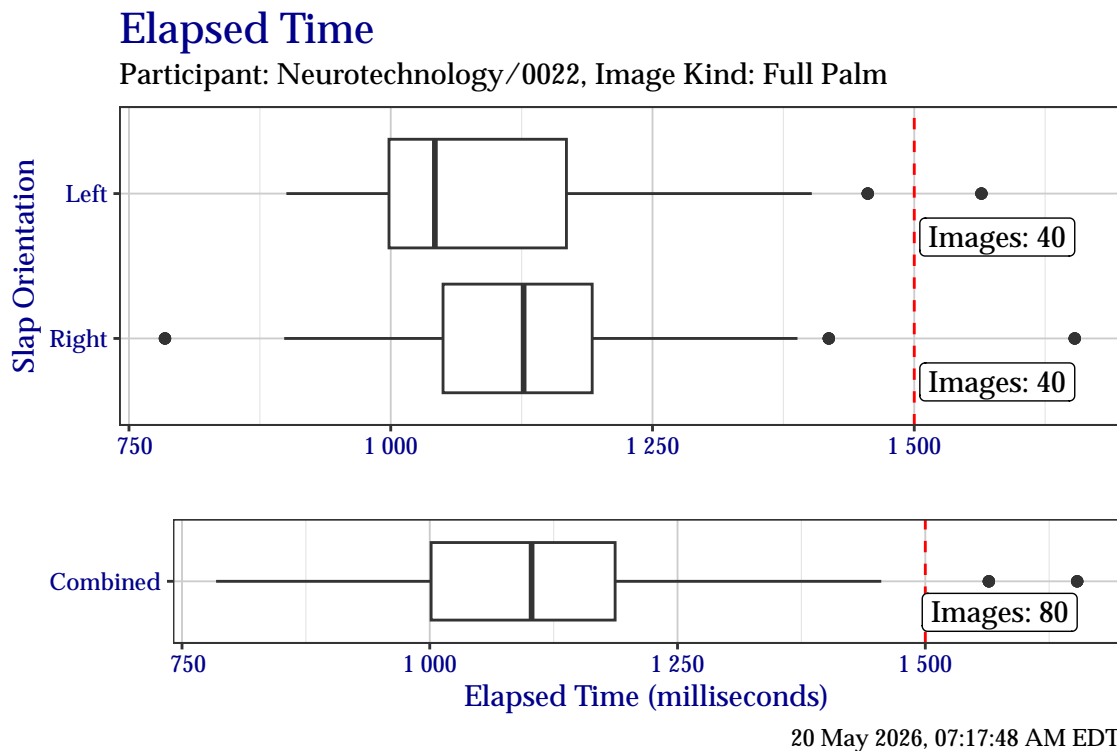 Elapsed Time
Participant: Neurotechnology/0022, Image Kind: Full Palm
Slap Orientation
Left
Images: 40
Right
Images: 40
750 1 000 1 250 1 500
Combined
Images: 80
750 1 000 1 250 1 500
Elapsed Time (milliseconds)
20 May 2026, 07:17:48 AM EDT